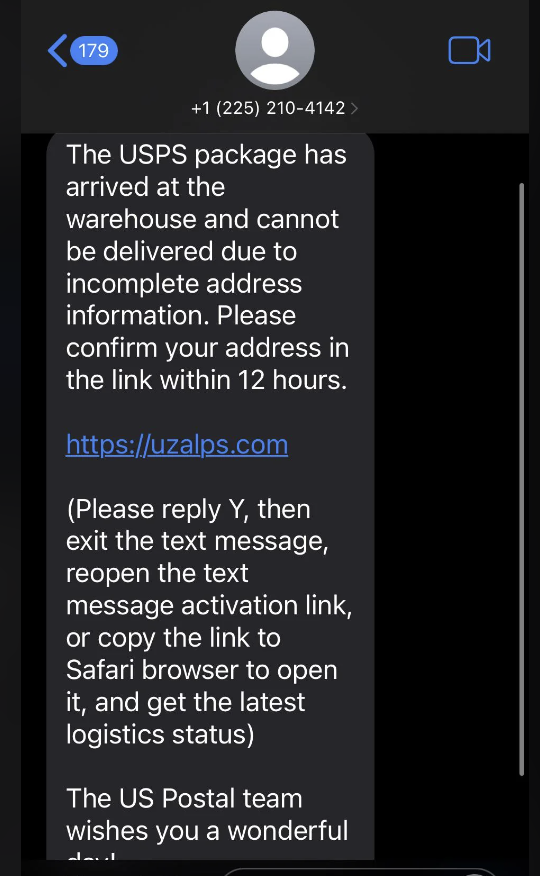 179
+1 (225) 210-4142
The USPS package has
arrived at the
warehouse and cannot
be delivered due to
incomplete address
information. Please
confirm your address in
the link within 12 hours.
https://uzalps.com
(Please reply Y, then
exit the text message,
reopen the text
message activation link,
or copy the link to
Safari browser to open
it, and get the latest
logistics status)
The US Postal team
wishes you a wonderful
day!